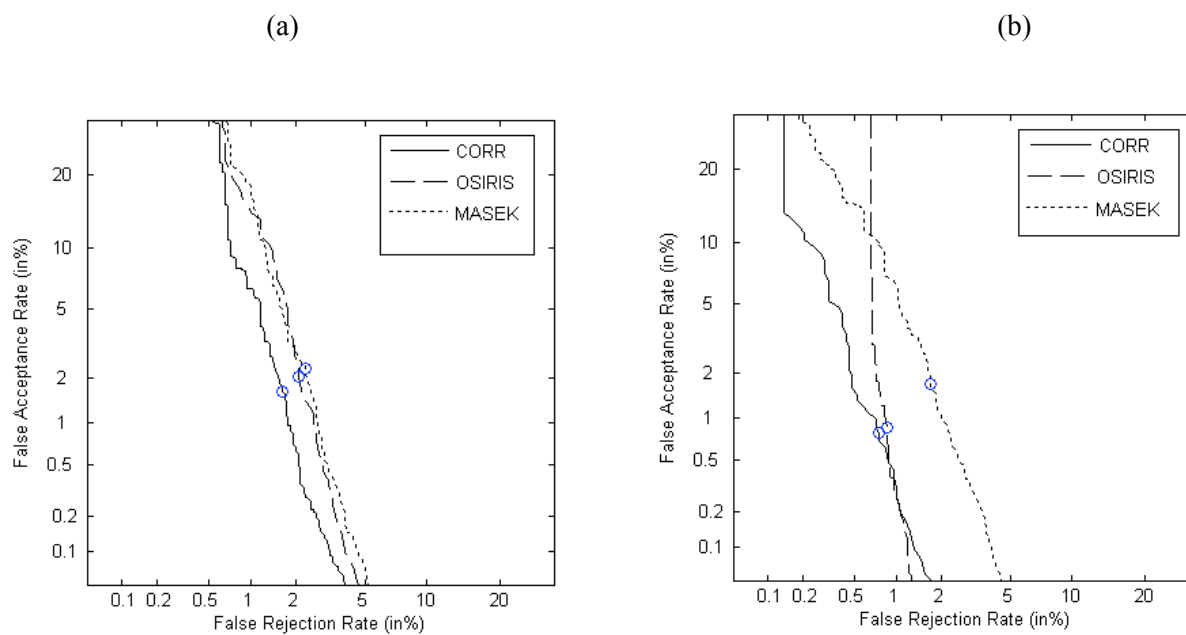 (a)
(b)
CORR
OSIRIS
MASEK
20
10
5
2
1
0.5
0.2
0.1
False Acceptance Rate (in%)
0.1 0.2 0.5 1 2 5 10 20
False Rejection Rate (in%)
CORR
OSIRIS
MASEK
20
10
5
2
1
0.5
0.2
0.1
False Acceptance Rate (in%)
0.1 0.2 0.5 1 2 5 10 20
False Rejection Rate (in%)